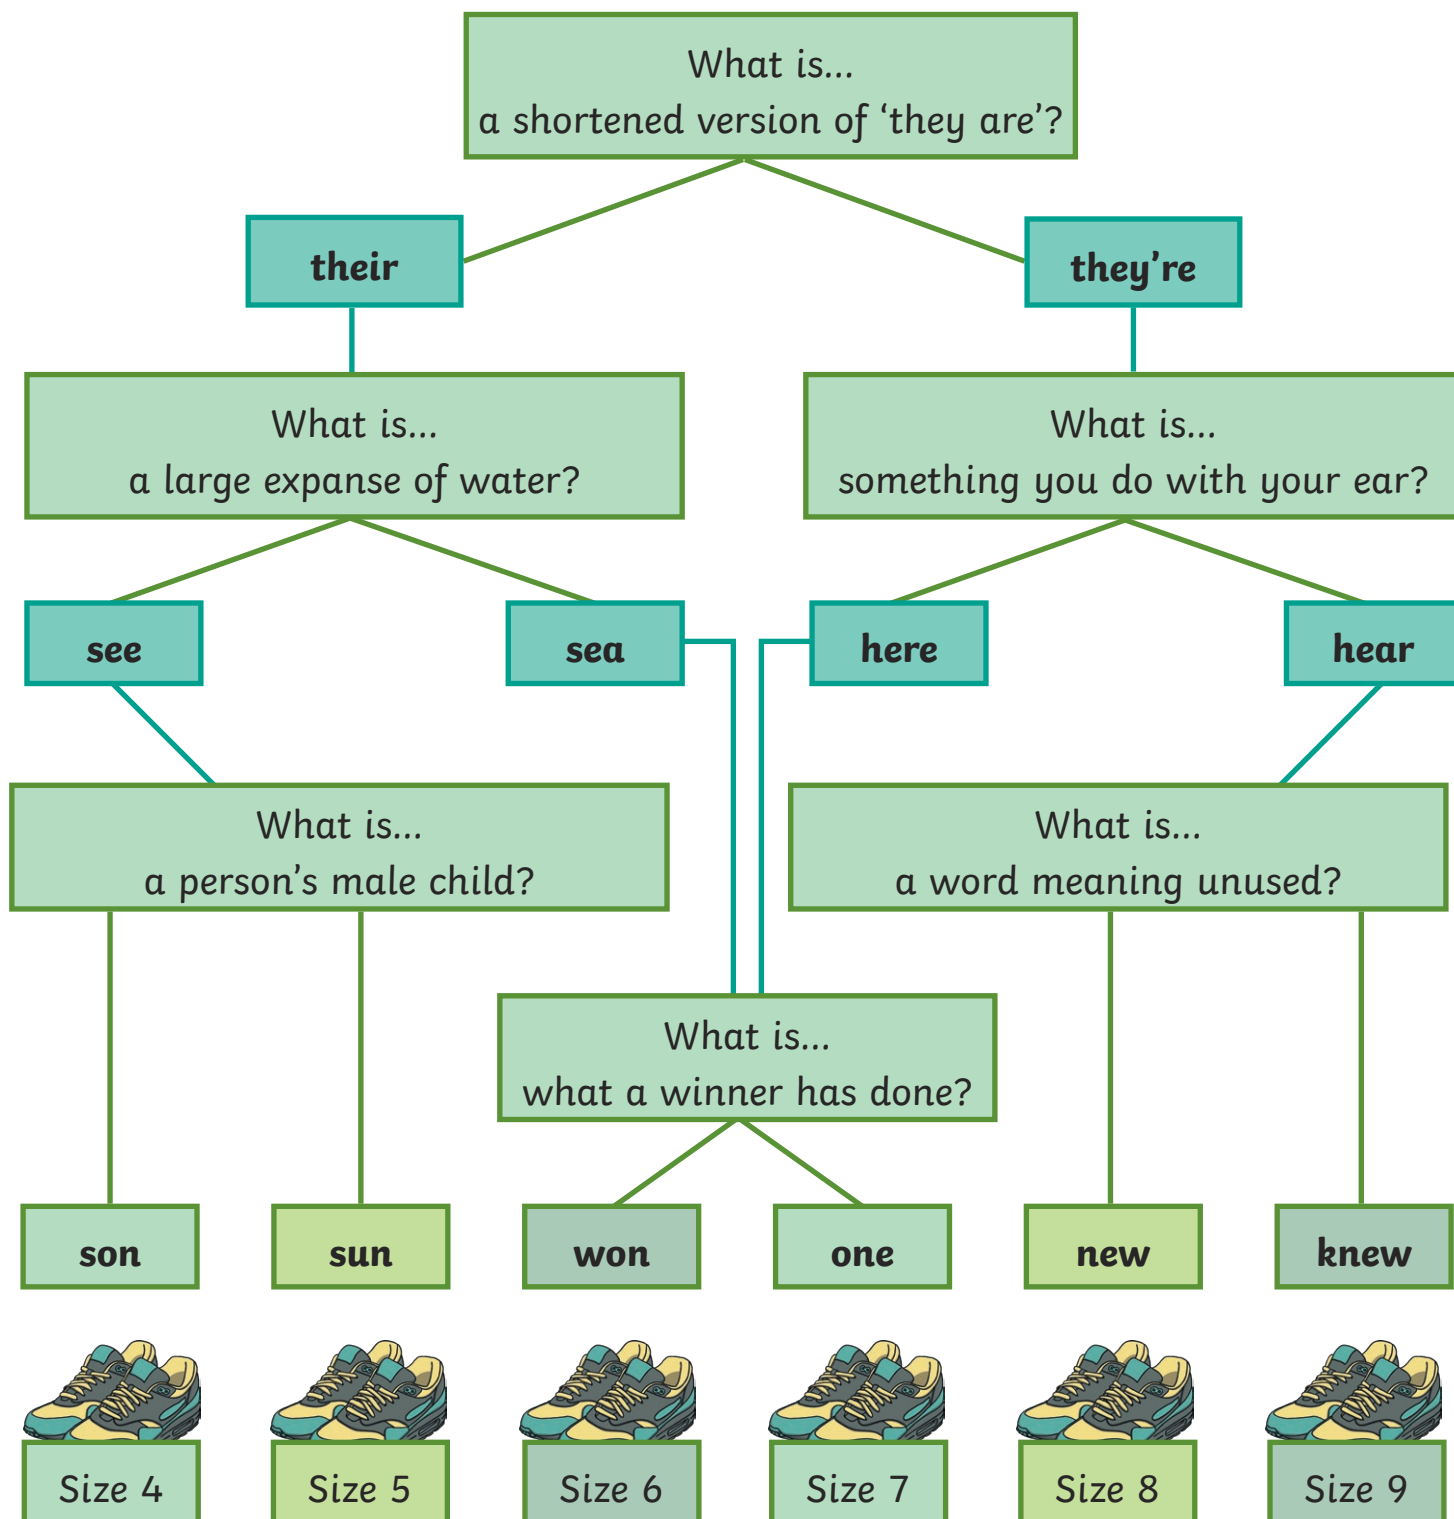 What is...
a shortened version of ‘they are’?
their
they’re
What is...
a large expanse of water?
What is...
something you do with your ear?
see
sea
here
hear
What is...
a person’s male child?
What is...
a word meaning unused?
What is...
what a winner has done?
son
sun
won
one
new
knew
Size 4
Size 5
Size 6
Size 7
Size 8
Size 9